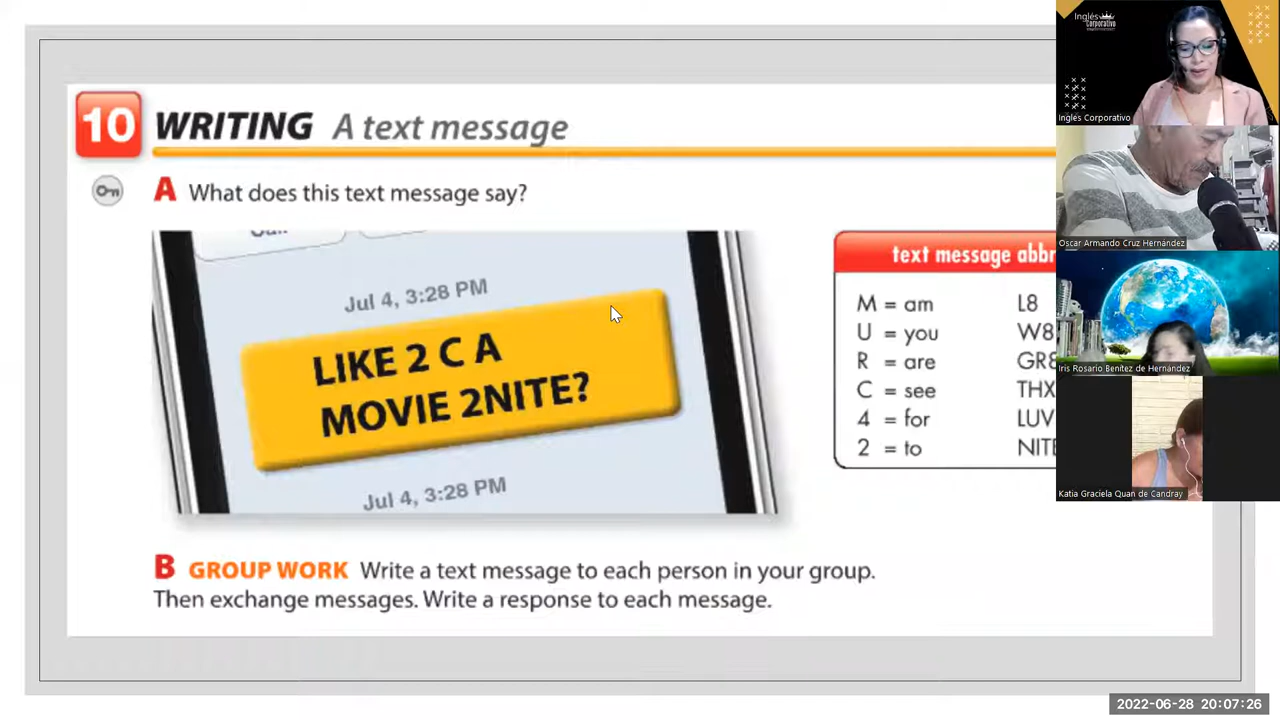 10 WRITING A text message
A What does this text message say?
Jul 4, 3:28 PM
LIKE 2 C A
MOVIE 2NITE?
Jul 4, 3:28 PM
text message
M = am L8
U = you W8
R = are GR8
C = see THX
4 = for LUV
2 = to
B GROUP WORK Write a text message to each person in your group.
Then exchange messages. Write a response to each message.
Inglés
Corporativo
Inglés Corporativo
Oscar Armando Cruz Hernández
Iris Rosario Benítez de Hernández
Katia Graciela Quan de Candray
2022-06-28 20:07:26